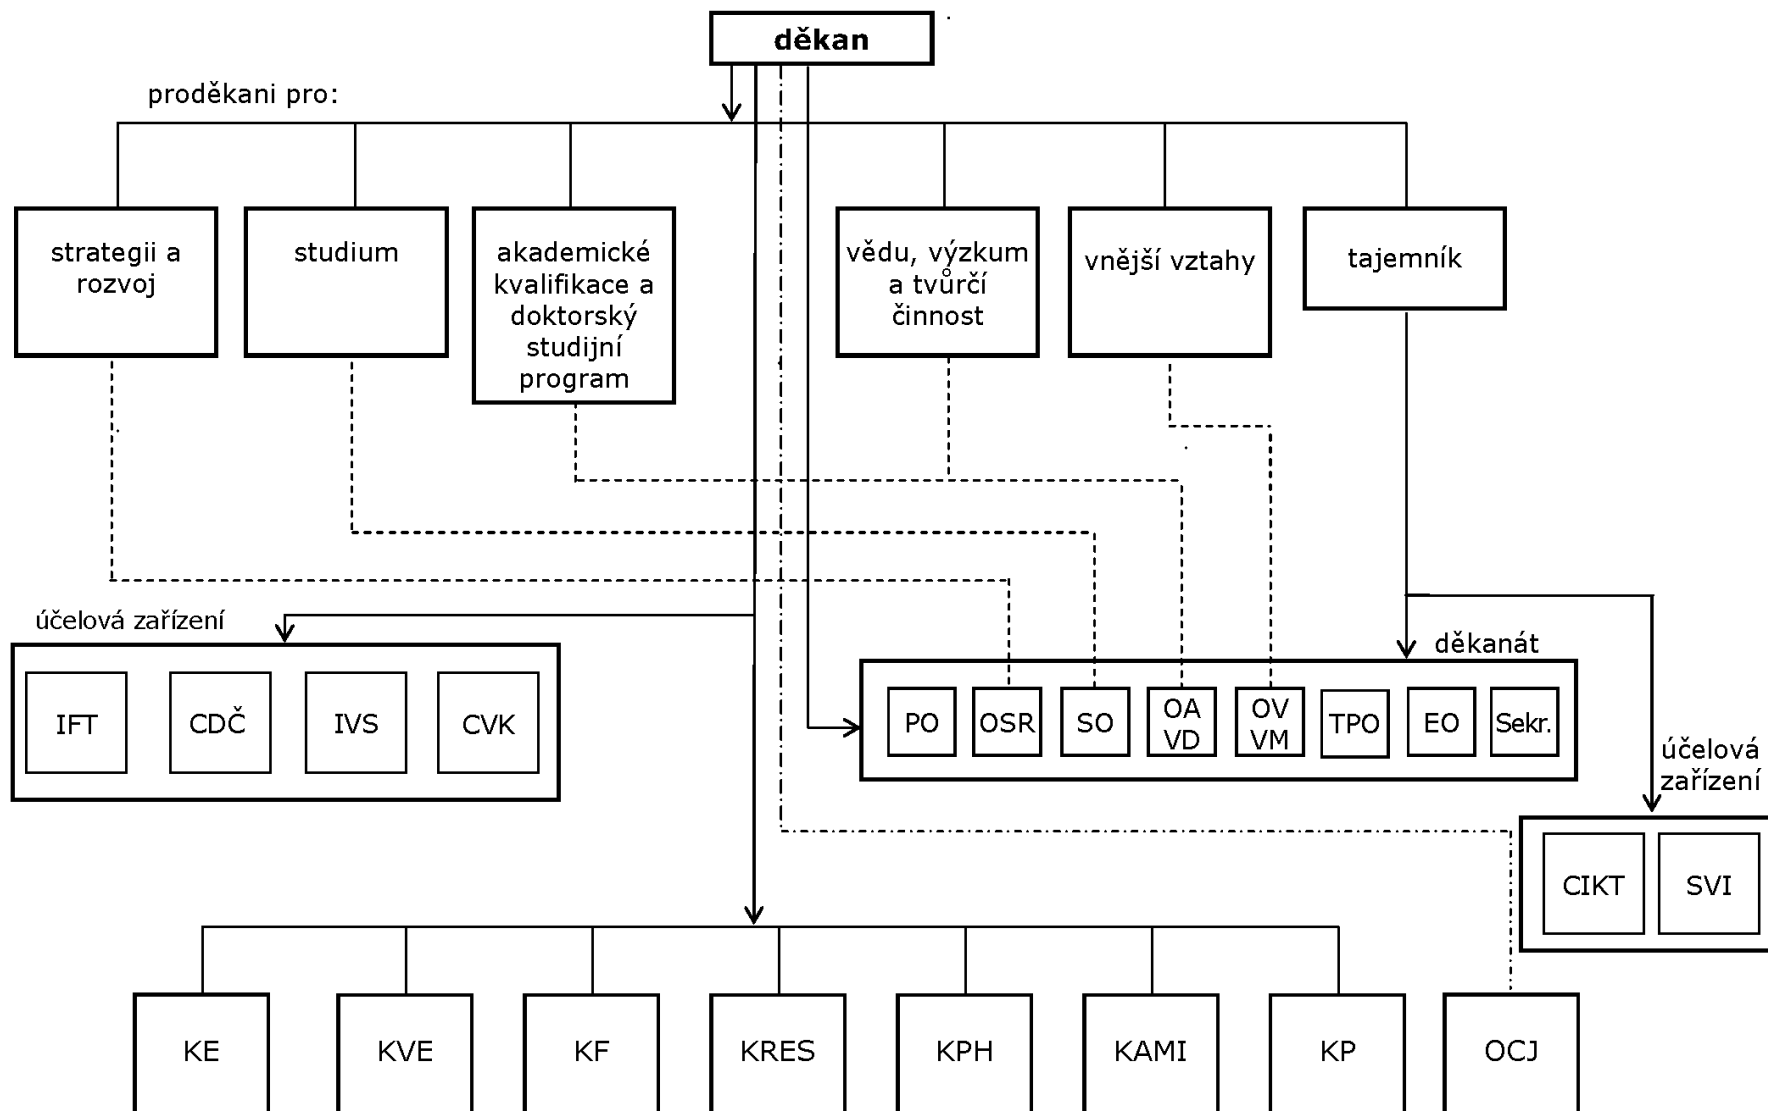 děkan
proděkani pro:
strategii a
rozvoj
studium
akademické
kvalifikace a
doktorský
studijní
program
vědu, výzkum
a tvůrčí
činnost
vnější vztahy
tajemník
účelová zařízení
IFT
CDČ
IVS
CVK
děkanát
PO
OSR
SO
OA
VD
OV
VM
TPO
EO
Sekr.
účelová
zařízení
CIKT
SVI
KE
KVE
KF
KRES
KPH
KAMI
KP
OCJ